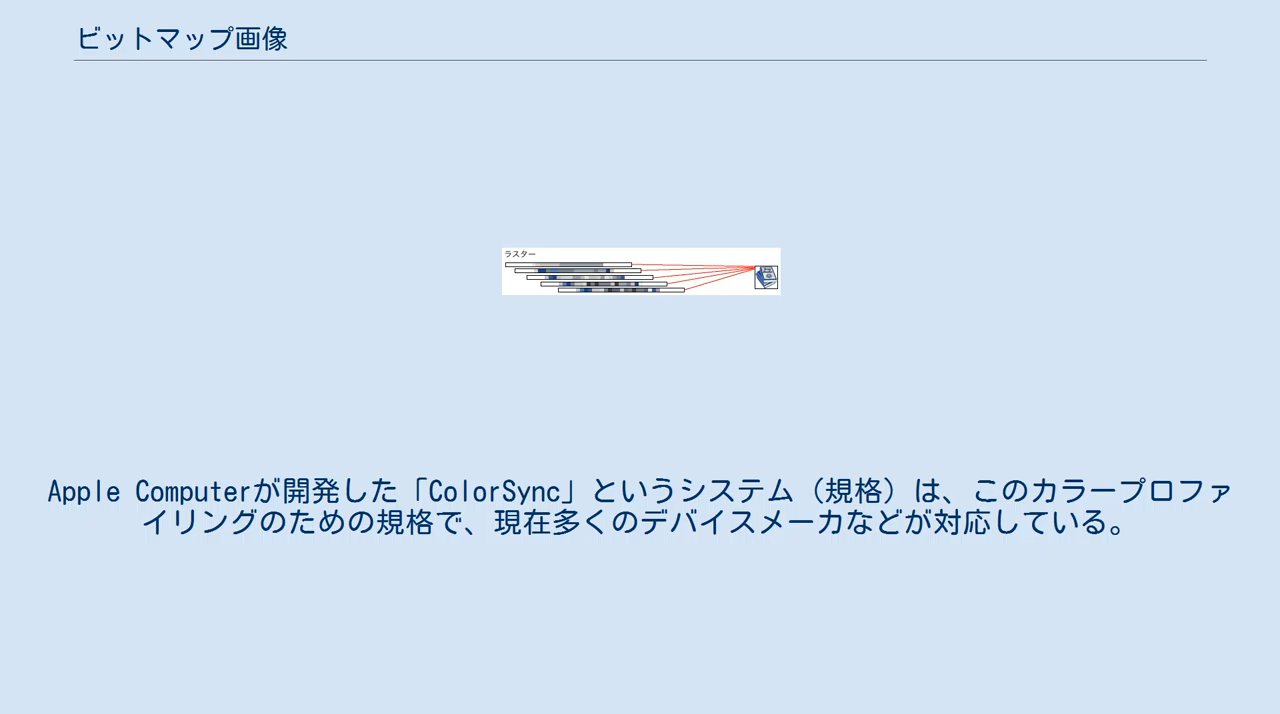 ビットマップ画像
ラスター
Apple Computerが開発した「ColorSync」というシステム（規格）は、このカラープロファ
イリングのための規格で、現在多くのデバイスメーカなどが対応している。